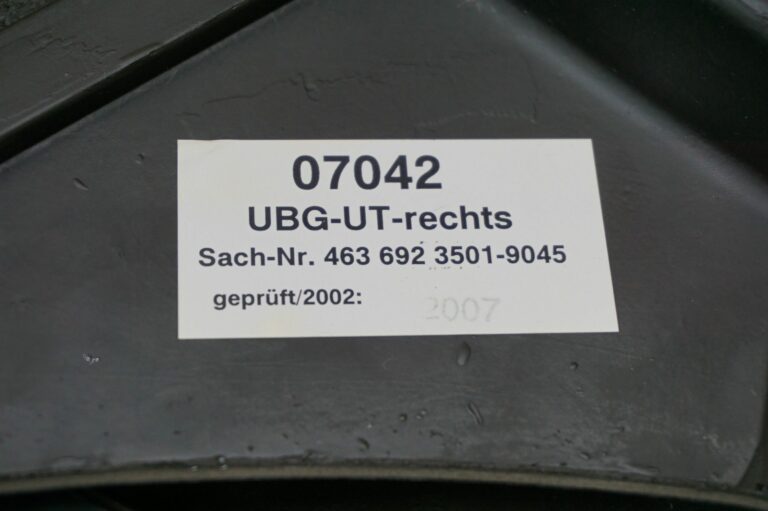 07042
UBG-UT-rechts
Sach-Nr. 463 692 3501-9045
geprüft/2002: 2007